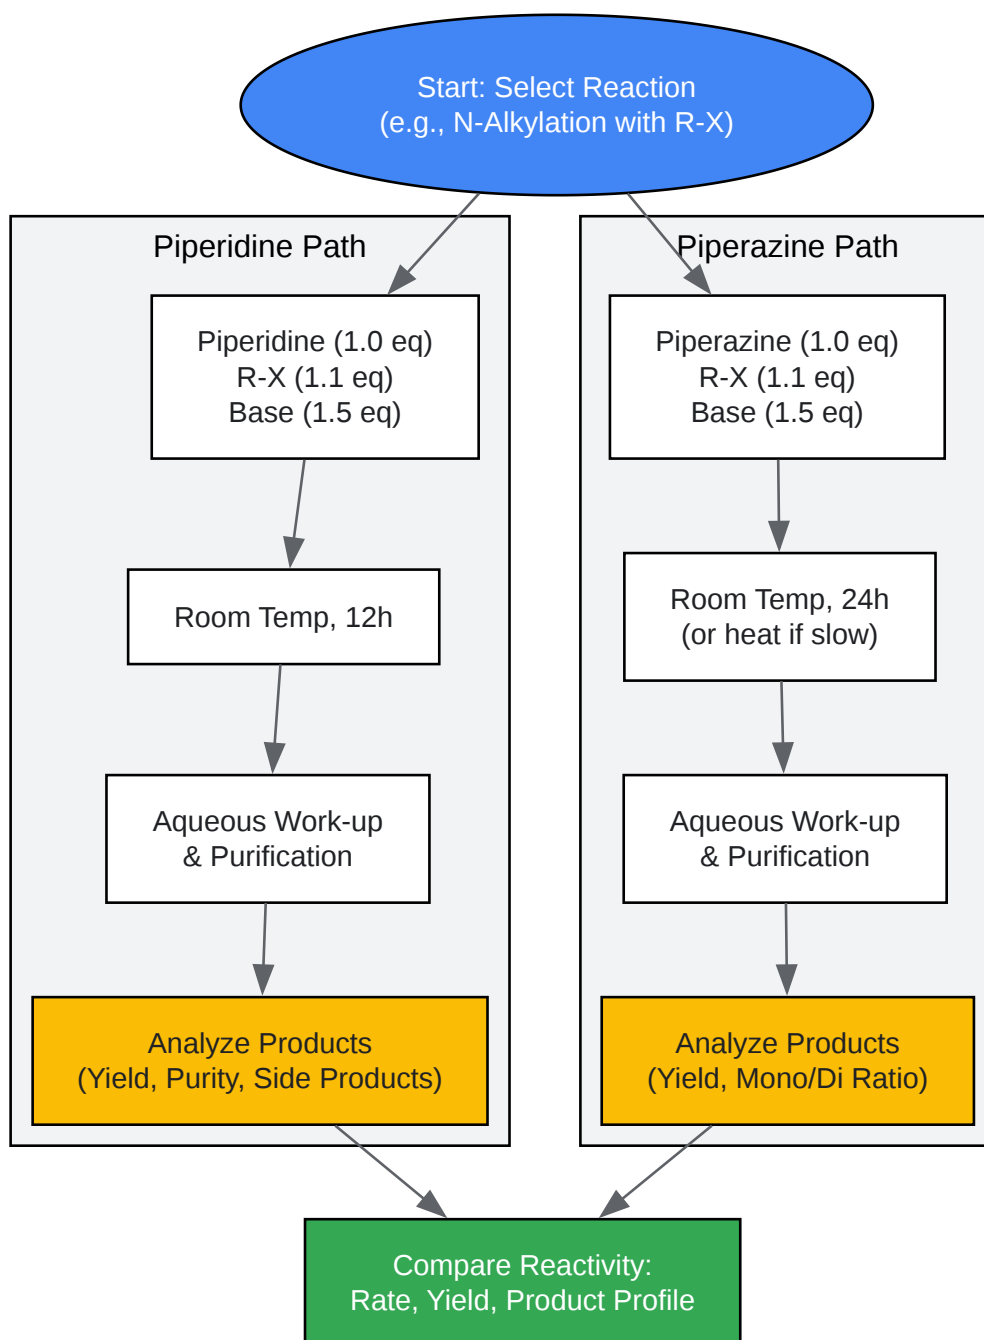 Start: Select Reaction
(e.g., N-Alkylation with R-X)
Piperidine Path
Piperidine (1.0 eq)
R-X (1.1 eq)
Base (1.5 eq)
Room Temp, 12h
Aqueous Work-up
& Purification
Analyze Products
(Yield, Purity, Side Products)
Piperazine Path
Piperazine (1.0 eq)
R-X (1.1 eq)
Base (1.5 eq)
Room Temp, 24h
(or heat if slow)
Aqueous Work-up
& Purification
Analyze Products
(Yield, Mono/Di Ratio)
Compare Reactivity:
Rate, Yield, Product Profile